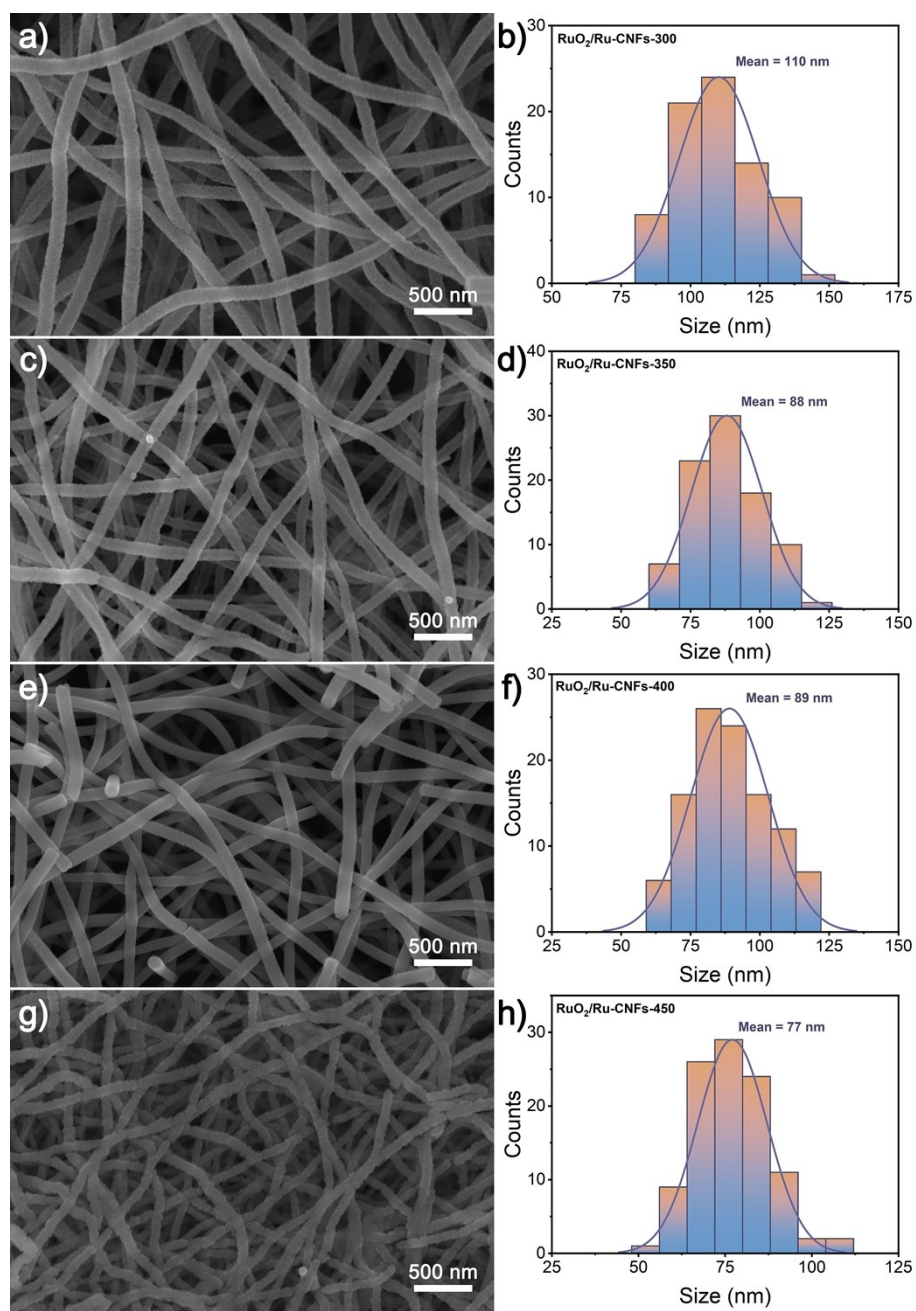 a)
500 nm
b)
RuO₂/Ru-CNFs-300
Mean = 110 nm
Counts
30
20
10
0
50 75 100 125 150 175
Size (nm)
c)
500 nm
d)
RuO₂/Ru-CNFs-350
Mean = 88 nm
Counts
40
30
20
10
0
25 50 75 100 125 150
Size (nm)
e)
500 nm
f)
RuO₂/Ru-CNFs-400
Mean = 89 nm
Counts
30
20
10
0
25 50 75 100 125 150
Size (nm)
g)
500 nm
h)
RuO₂/Ru-CNFs-450
Mean = 77 nm
Counts
30
20
10
0
25 50 75 100 125
Size (nm)